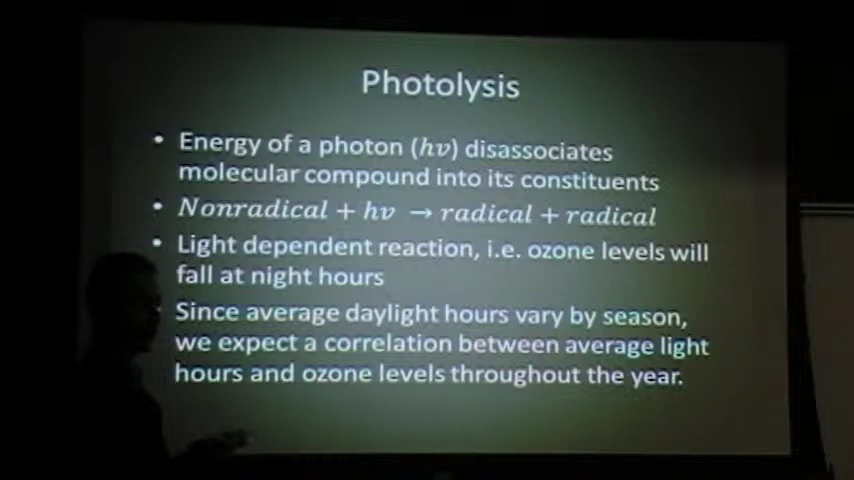 Photolysis
• Energy of a photon (hν) disassociates
molecular compound into its constituents
• Nonradical + hν → radical + radical
• Light dependent reaction, i.e. ozone levels will
fall at night hours
Since average daylight hours vary by season,
we expect a correlation between average light
hours and ozone levels throughout the year.